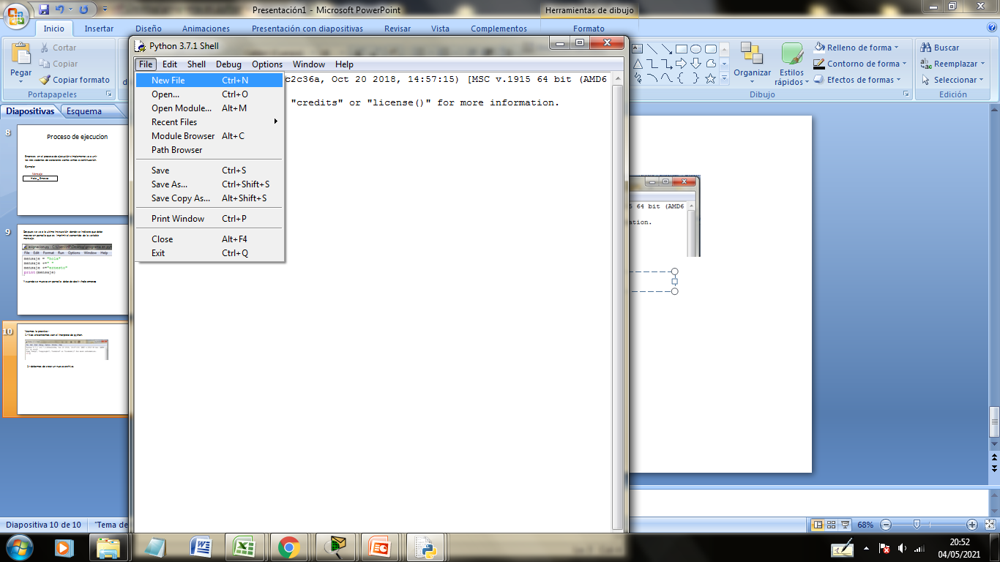 Presentación1 - Microsoft PowerPoint
Herramientas de dibujo
Inicio Insertar Diseño Animaciones Presentación con diapositivas Revisar Vista Complementos Formato
Pegar
Cortar
Copiar
Copiar formato
Portapapeles
Organizar
Estilos rápidos
Relleno de forma
Contorno de forma
Efectos de formas
Dibujo
Buscar
Reemplazar
Seleccionar
Edición
Diapositivas Esquema
8
Proceso de ejecucion
9
mensaje = "hola"
mensaje +=" "
mensaje +="ernesto"
print(mensaje)
10
Python 3.7.1 Shell
File Edit Shell Debug Options Window Help
c2c36a, Oct 20 2018, 14:57:15) [MSC v.1915 64 bit (AMD6
"credits" or "license()" for more information.
New File Ctrl+N
Open... Ctrl+O
Open Module... Alt+M
Recent Files
Module Browser Alt+C
Path Browser
Save Ctrl+S
Save As... Ctrl+Shift+S
Save Copy As... Alt+Shift+S
Print Window Ctrl+P
Close Alt+F4
Exit Ctrl+Q
64 bit (AMD6
ation.
Diapositiva 10 de 10
"Tema de
68%
20:52
04/05/2021